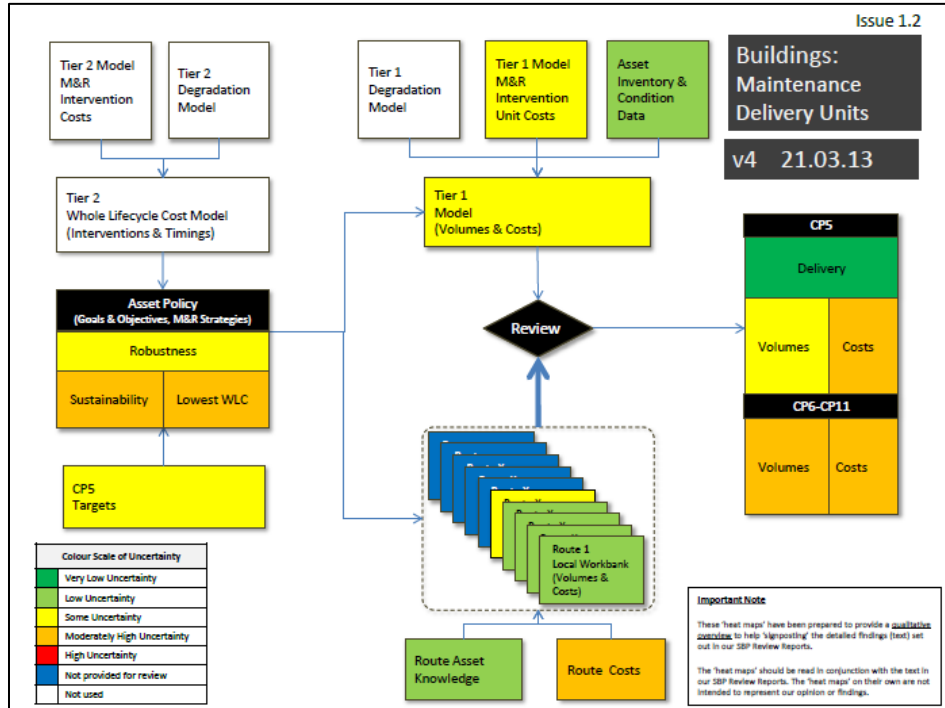 Issue 1.2
Buildings:
Maintenance
Delivery Units
v4 21.03.13
Tier 2 Model
M&R
Intervention
Costs
Tier 2
Degradation
Model
Tier 1
Degradation
Model
Tier 1 Model
M&R
Intervention
Unit Costs
Asset
Inventory &
Condition
Data
Tier 2
Whole Lifecycle Cost Model
(Interventions & Timings)
Tier 1
Model
(Volumes & Costs)
Asset Policy
(Goals & Objectives, M&R Strategies)
Robustness
Sustainability
Lowest WLC
CP5
Targets
Review
CP5
Delivery
Volumes
Costs
CP6-CP11
Volumes
Costs
Route 1
Local Workbank
(Volumes &
Costs)
Route Asset
Knowledge
Route Costs
Colour Scale of Uncertainty
Very Low Uncertainty
Low Uncertainty
Some Uncertainty
Moderately High Uncertainty
High Uncertainty
Not provided for review
Not used
Important Note
These 'heat maps' have been prepared to provide a qualitative
overview to help 'signposting' the detailed findings (text) set
out in our SBP Review Reports.
The 'heat maps' should be read in conjunction with the text in
our SBP Review Reports. The 'heat maps' on their own are not
intended to represent our opinion or findings.